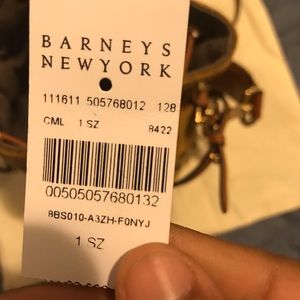 BARNEYS
NEWYORK
111611 505768012 128
CML 1 SZ 8422
00505057680132
8BS010-A3ZH-F0NYJ
1 SZ